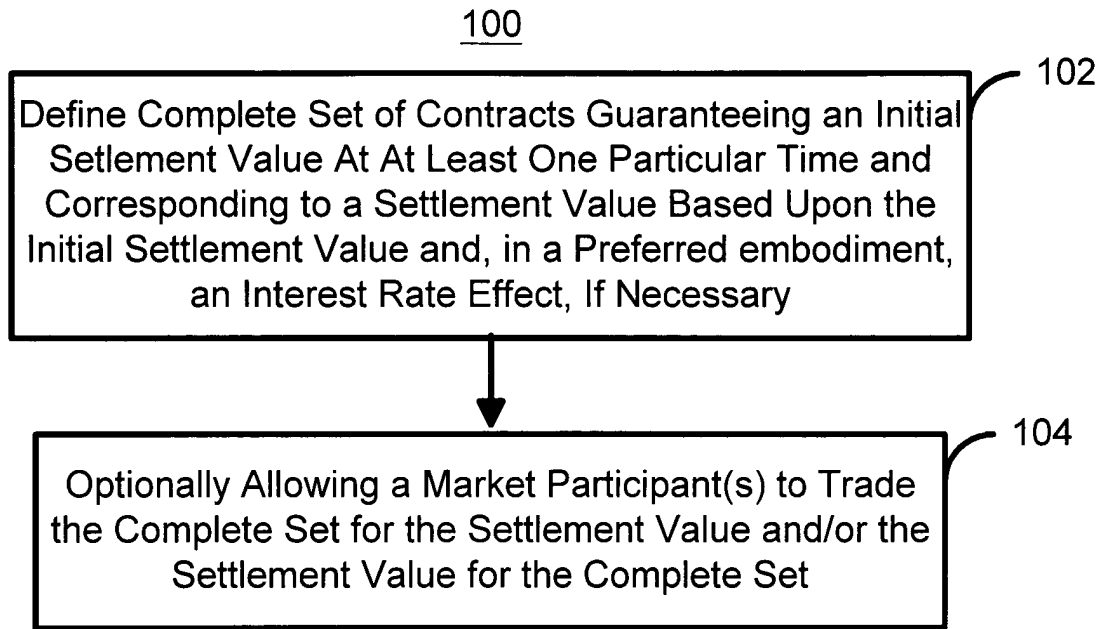 100
102
Define Complete Set of Contracts Guaranteeing an Initial
Setlement Value At At Least One Particular Time and
Corresponding to a Settlement Value Based Upon the
Initial Settlement Value and, in a Preferred embodiment,
an Interest Rate Effect, If Necessary
104
Optionally Allowing a Market Participant(s) to Trade
the Complete Set for the Settlement Value and/or the
Settlement Value for the Complete Set